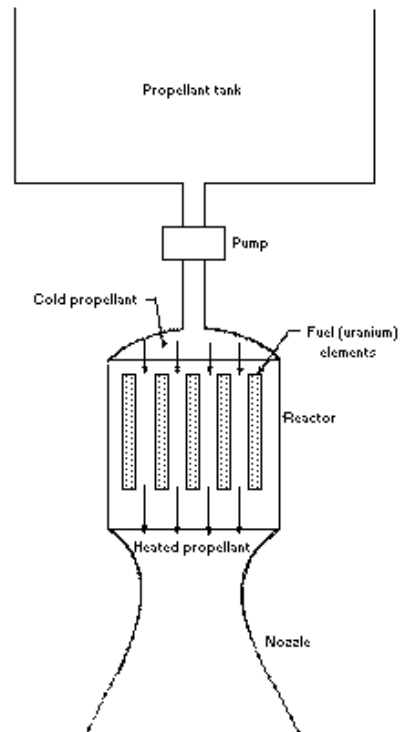 Propellant tank
Pump
Cold propellant
Fuel (uranium)
elements
Reactor
Heated propellant
Nozzle